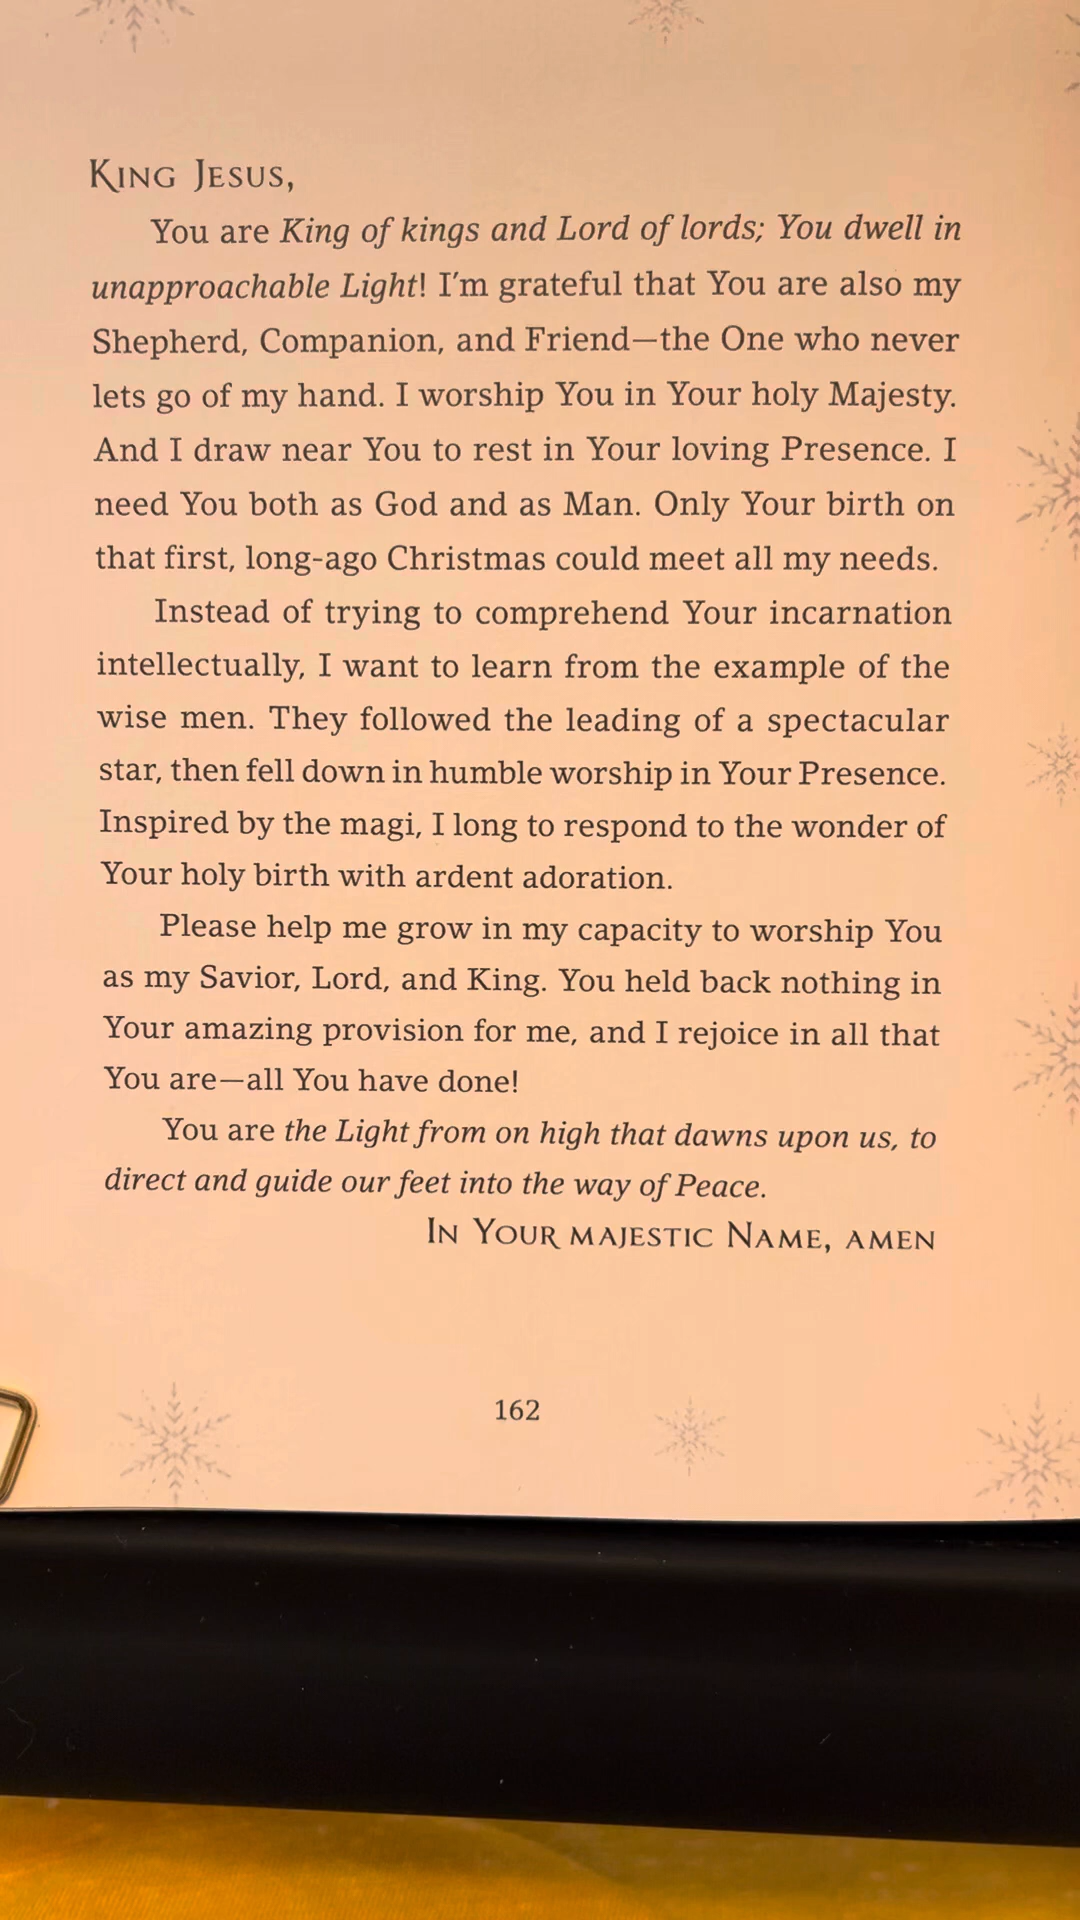 King Jesus,
You are King of kings and Lord of lords; You dwell in
unapproachable Light! I'm grateful that You are also my
Shepherd, Companion, and Friend—the One who never
lets go of my hand. I worship You in Your holy Majesty.
And I draw near You to rest in Your loving Presence. I
need You both as God and as Man. Only Your birth on
that first, long-ago Christmas could meet all my needs.
Instead of trying to comprehend Your incarnation
intellectually, I want to learn from the example of the
wise men. They followed the leading of a spectacular
star, then fell down in humble worship in Your Presence.
Inspired by the magi, I long to respond to the wonder of
Your holy birth with ardent adoration.
Please help me grow in my capacity to worship You
as my Savior, Lord, and King. You held back nothing in
Your amazing provision for me, and I rejoice in all that
You are—all You have done!
You are the Light from on high that dawns upon us, to
direct and guide our feet into the way of Peace.
In Your majestic Name, amen
162